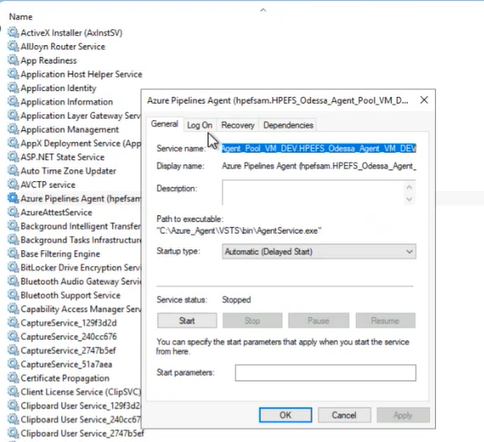 Name
ActiveX Installer (AxInstSV)
AllJoyn Router Service
App Readiness
Application Host Helper Service
Application Identity
Application Information
Application Layer Gateway Serv
Application Management
AppX Deployment Service (App
ASP.NET State Service
Auto Time Zone Updater
AVCTP service
Azure Pipelines Agent (hpefsam
AzureAttestService
Background Intelligent Transfer
Background Tasks Infrastructure
Base Filtering Engine
BitLocker Drive Encryption Servi
Bluetooth Audio Gateway Servic
Bluetooth Support Service
Capability Access Manager Serv
CaptureService_129f3d2d
CaptureService_240cc676
CaptureService_2747b5ef
CaptureService_51a7aea
Certificate Propagation
Client License Service (ClipSVC)
Clipboard User Service_129f3d2
Clipboard User Service_240cc67
Clipboard User Service_2747b5ef
Azure Pipelines Agent (hpefsam.HPEFS_Odessa_Agent_Pool_VM_D...
General Log On Recovery Dependencies
Service name: Agent_Pool_VM_DEV.HPEFS_Odessa_Agent_VM_DEV
Display name: Azure Pipelines Agent (hpefsam.HPEFS_Odessa_Agent_
Description:
Path to executable:
"C:\Azure_Agent\VSTS\bin\AgentService.exe"
Startup type: Automatic (Delayed Start)
Service status: Stopped
Start Stop Pause Resume
You can specify the start parameters that apply when you start the service
from here.
Start parameters:
OK Cancel Apply